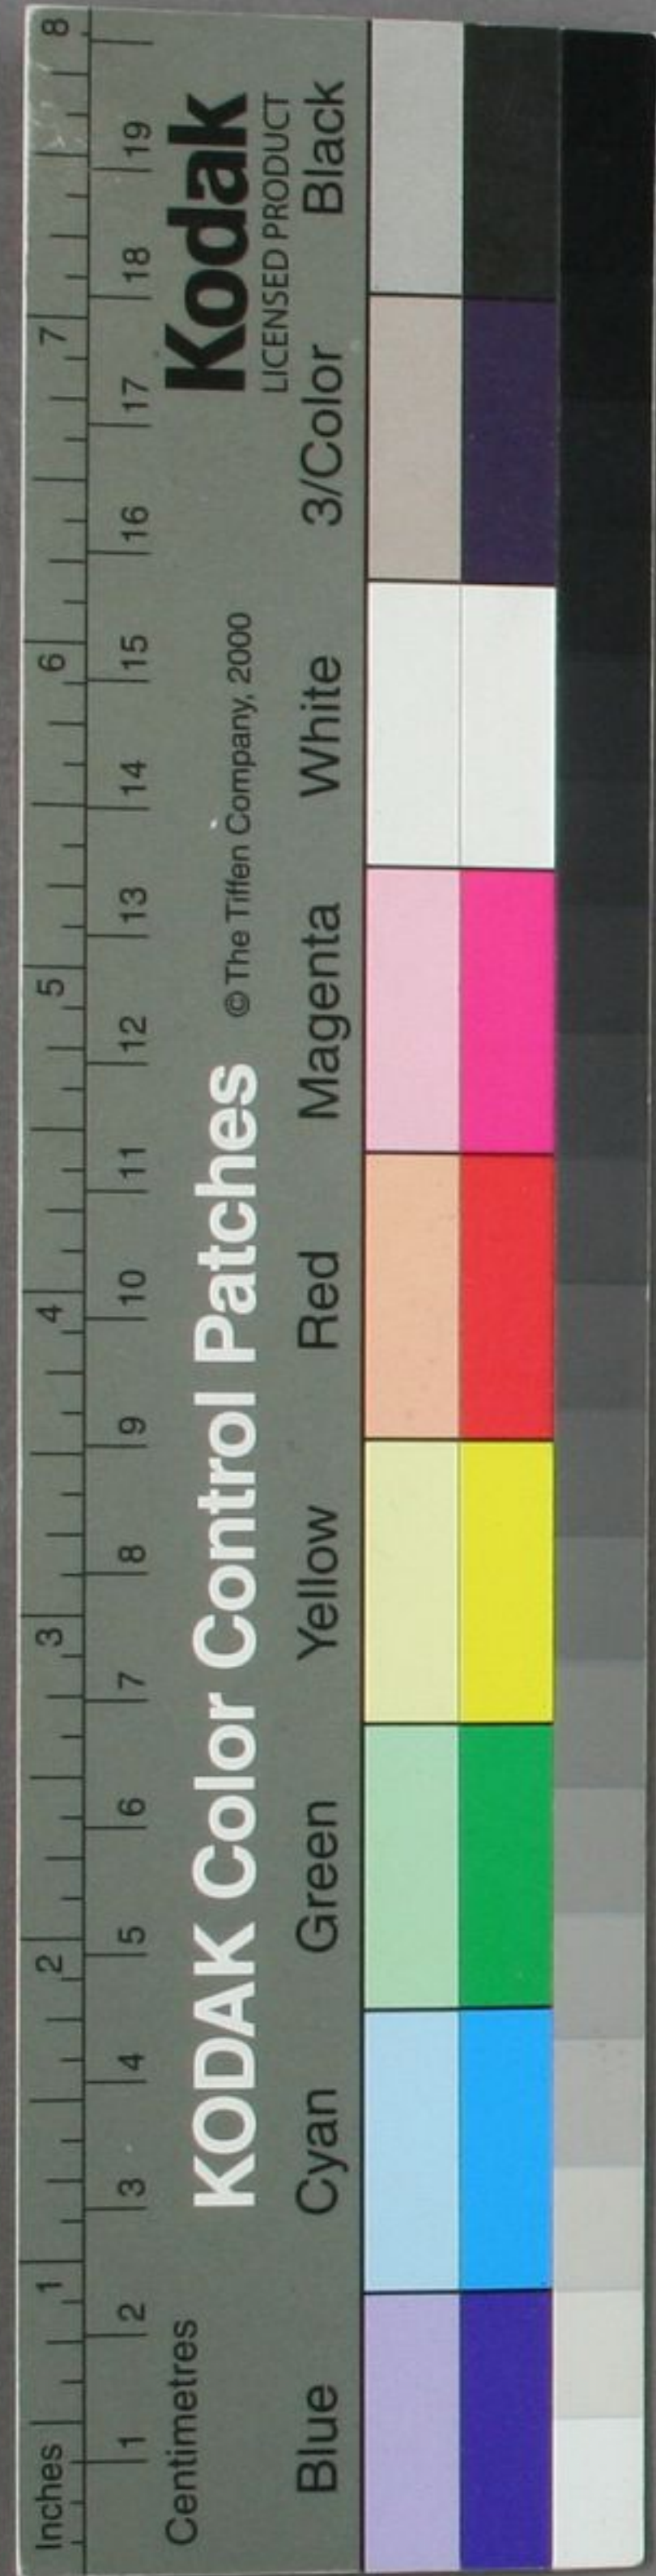 Inches 1 2 3 4 5 6 7 8
1 2 3 4 5 6 7 8 9 10 11 12 13 14 15 16 17 18 19
Centimetres
KODAK Color Control Patches
© The Tiffen Company, 2000
Kodak
LICENSED PRODUCT
Blue Cyan Green Yellow Red Magenta White 3/Color Black